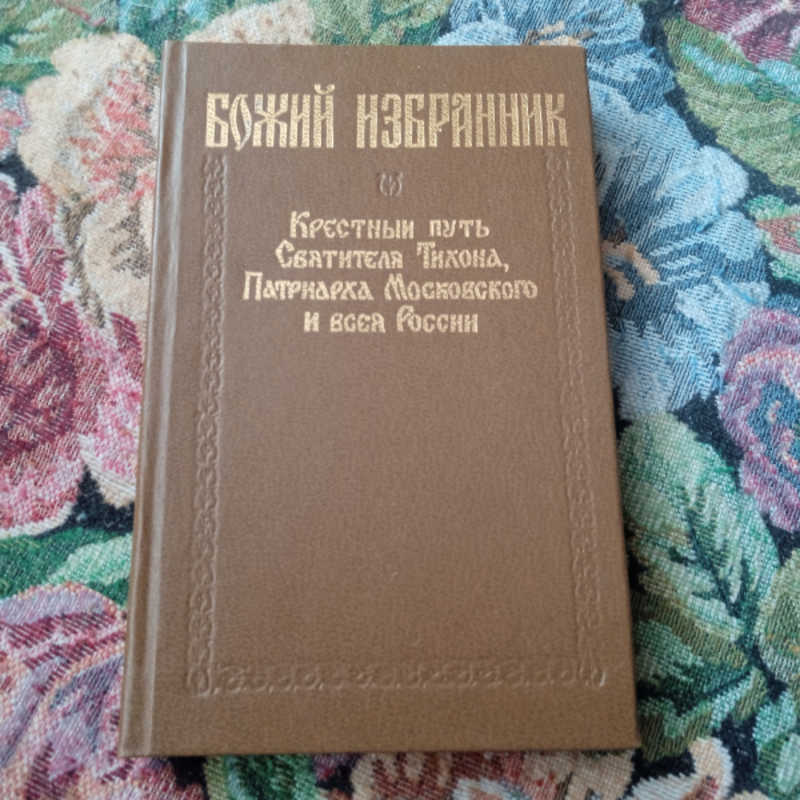 БОЖИЙ ИЗБРАННИК
Крестный путь
Святителя Тихона,
Патриарха Московского
и всея России